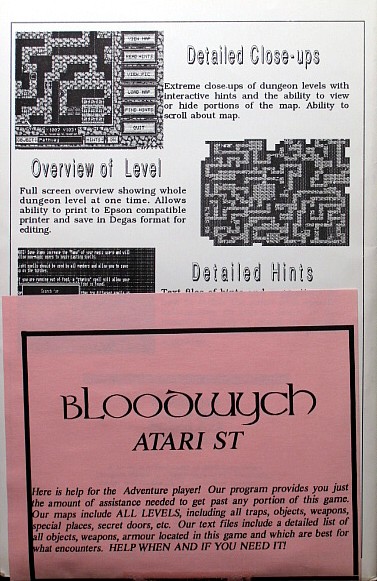 VIEW MAP
READ HINTS
VIEW PIC
LOAD MAP
FIND HINTS
QUIT
Detailed Close-ups
Extreme close-ups of dungeon levels with
interactive hints and the ability to view
or hide portions of the map. Ability to
scroll about map.
Overview of Level
Full screen overview showing whole
dungeon level at one time. Allows
ability to print to Epson compatible
printer and save in Degas format for
editing.
Detailed Hints
Text files of hints
BLOODWYCH
ATARI ST
Here is help for the Adventure player! Our program provides you just
the amount of assistance needed to get past any portion of this game.
Our maps include ALL LEVELS, including all traps, objects, weapons,
special places, secret doors, etc. Our text files include a detailed list of
all objects, weapons, armour located in this game and which are best for
what encounters. HELP WHEN AND IF YOU NEED IT!